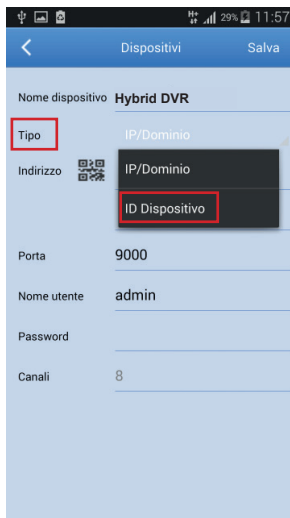 29% 11:57
Dispositivi Salva
Nome dispositivo Hybrid DVR
Tipo IP/Dominio
Indirizzo IP/Dominio
ID Dispositivo
Porta 9000
Nome utente admin
Password
Canali 8